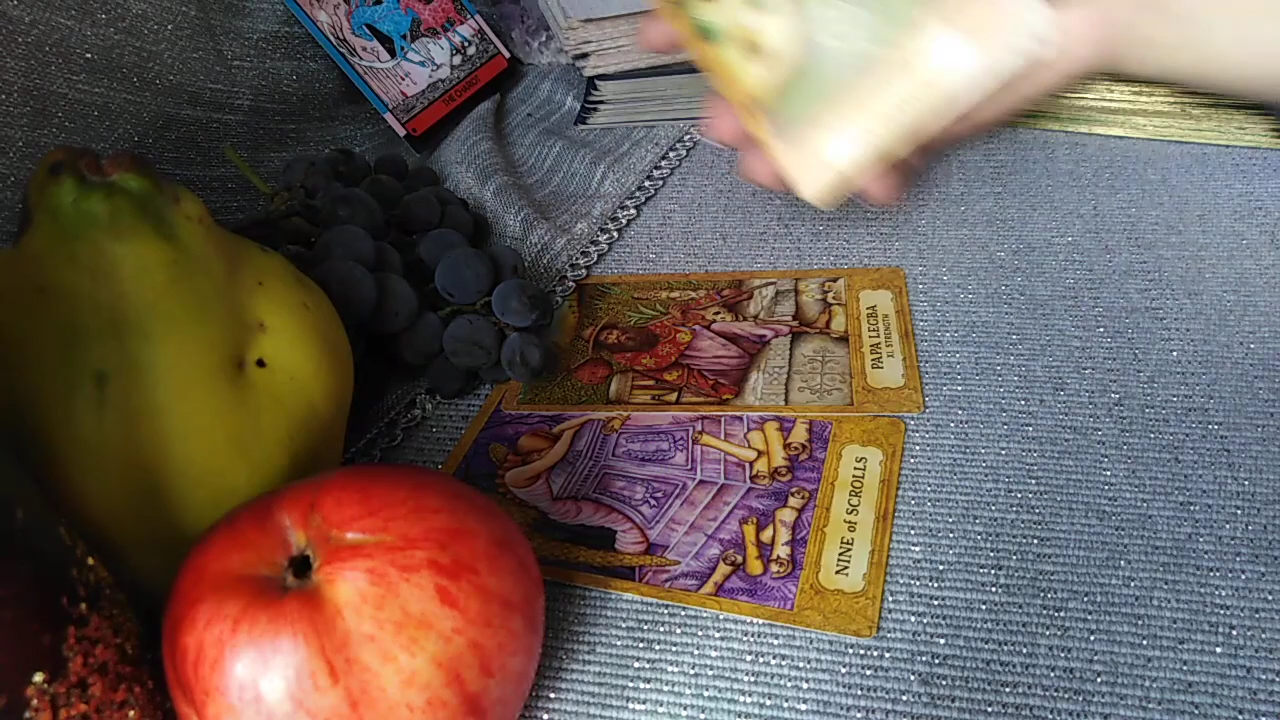 THE CHARIOT
PAPA LEGBA
XI. STRENGTH
NINE of SCROLLS